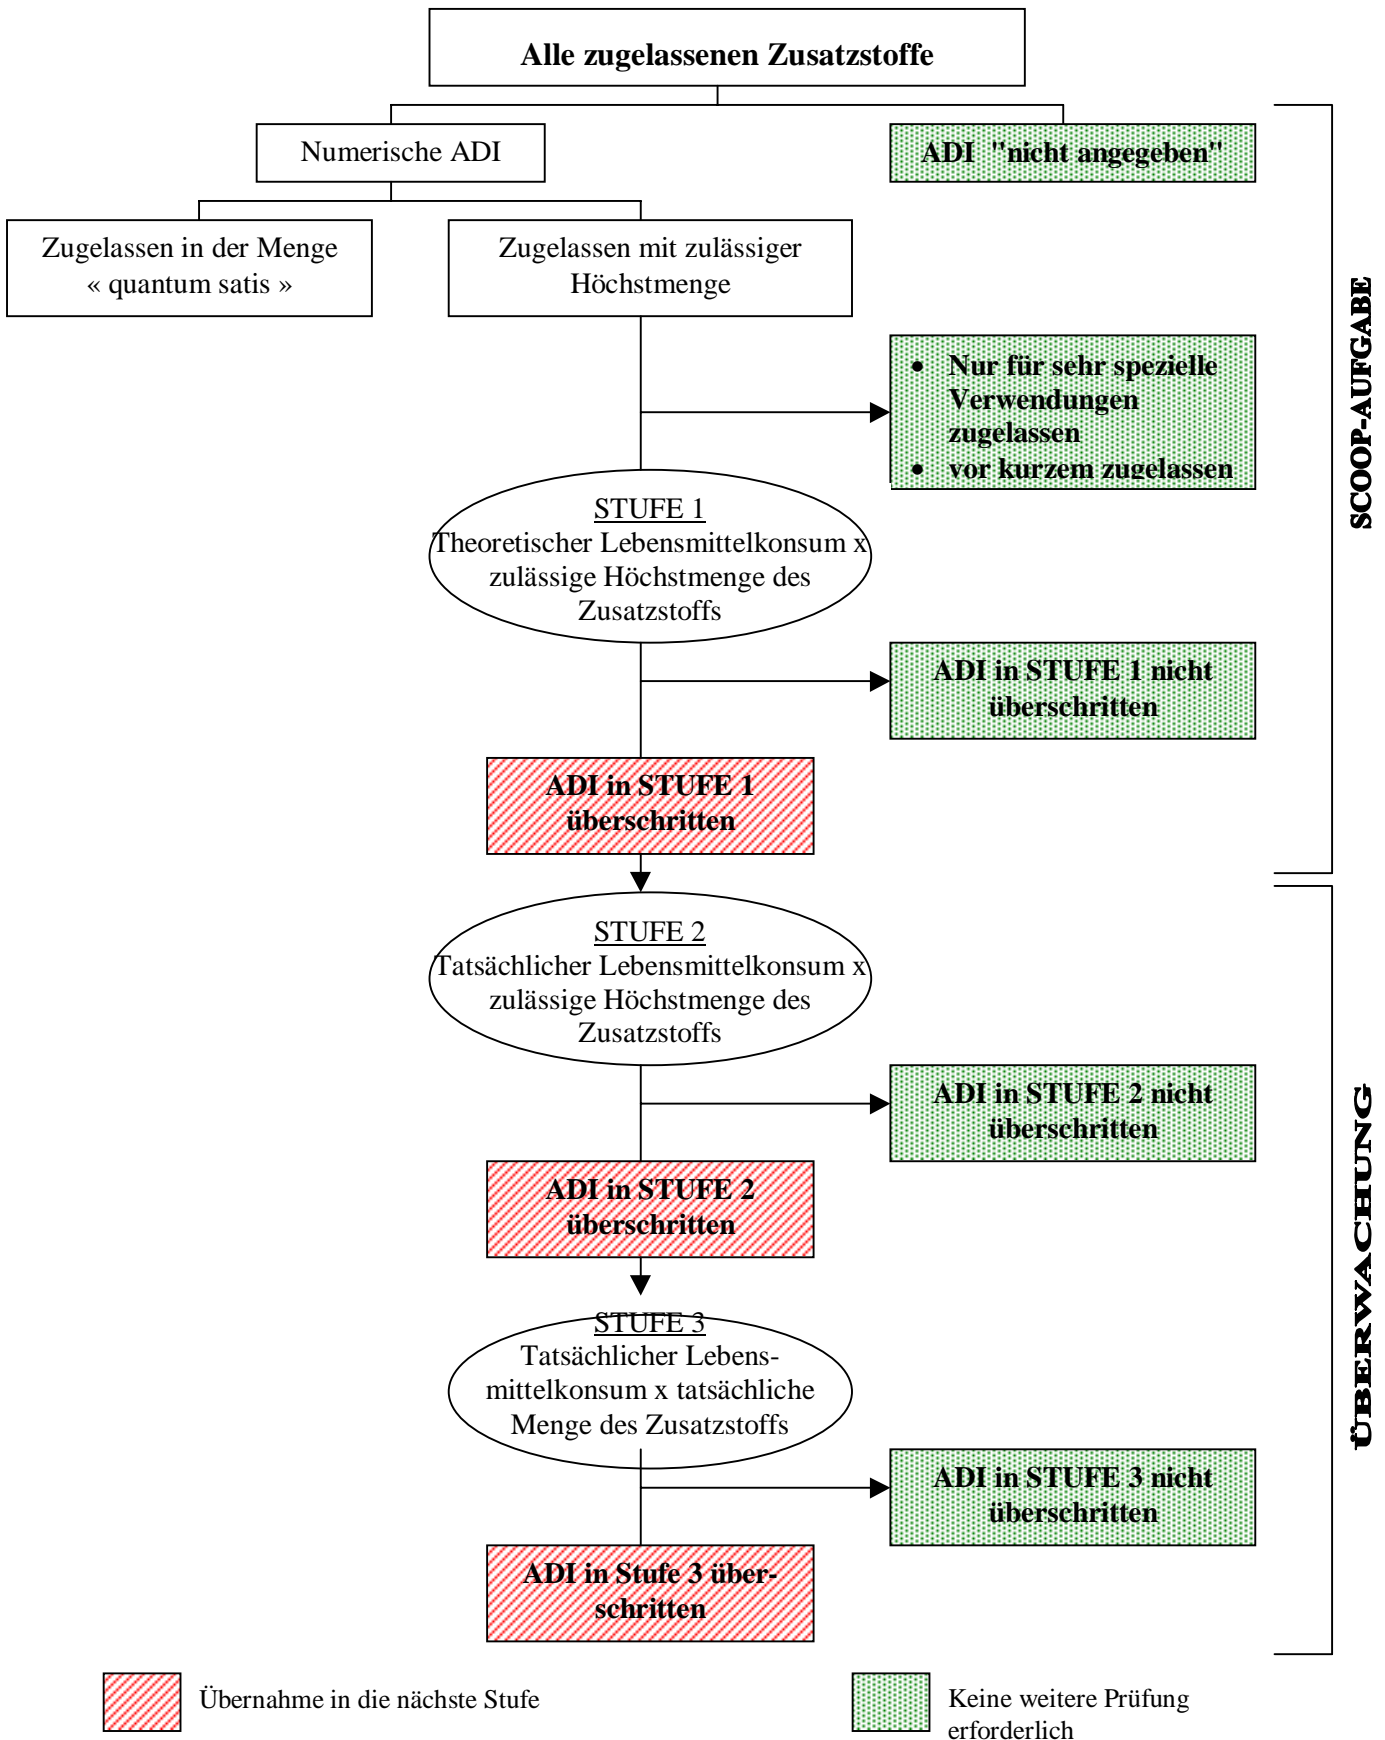 Alle zugelassenen Zusatzstoffe
Numerische ADI
ADI "nicht angegeben"
Zugelassen in der Menge
« quantum satis »
Zugelassen mit zulässiger
Höchstmenge
• Nur für sehr spezielle
Verwendungen
zugelassen
• vor kurzem zugelassen
STUFE 1
Theoretischer Lebensmittelkonsum x
zulässige Höchstmenge des
Zusatzstoffs
ADI in STUFE 1 nicht
überschritten
ADI in STUFE 1
überschritten
SCOOP-AUFGABE
STUFE 2
Tatsächlicher Lebensmittelkonsum x
zulässige Höchstmenge des
Zusatzstoffs
ADI in STUFE 2 nicht
überschritten
ADI in STUFE 2
überschritten
STUFE 3
Tatsächlicher Lebens-
mittelkonsum x tatsächliche
Menge des Zusatzstoffs
ADI in STUFE 3 nicht
überschritten
ADI in Stufe 3 über-
schritten
ÜBERWACHUNG
Übernahme in die nächste Stufe
Keine weitere Prüfung
erforderlich